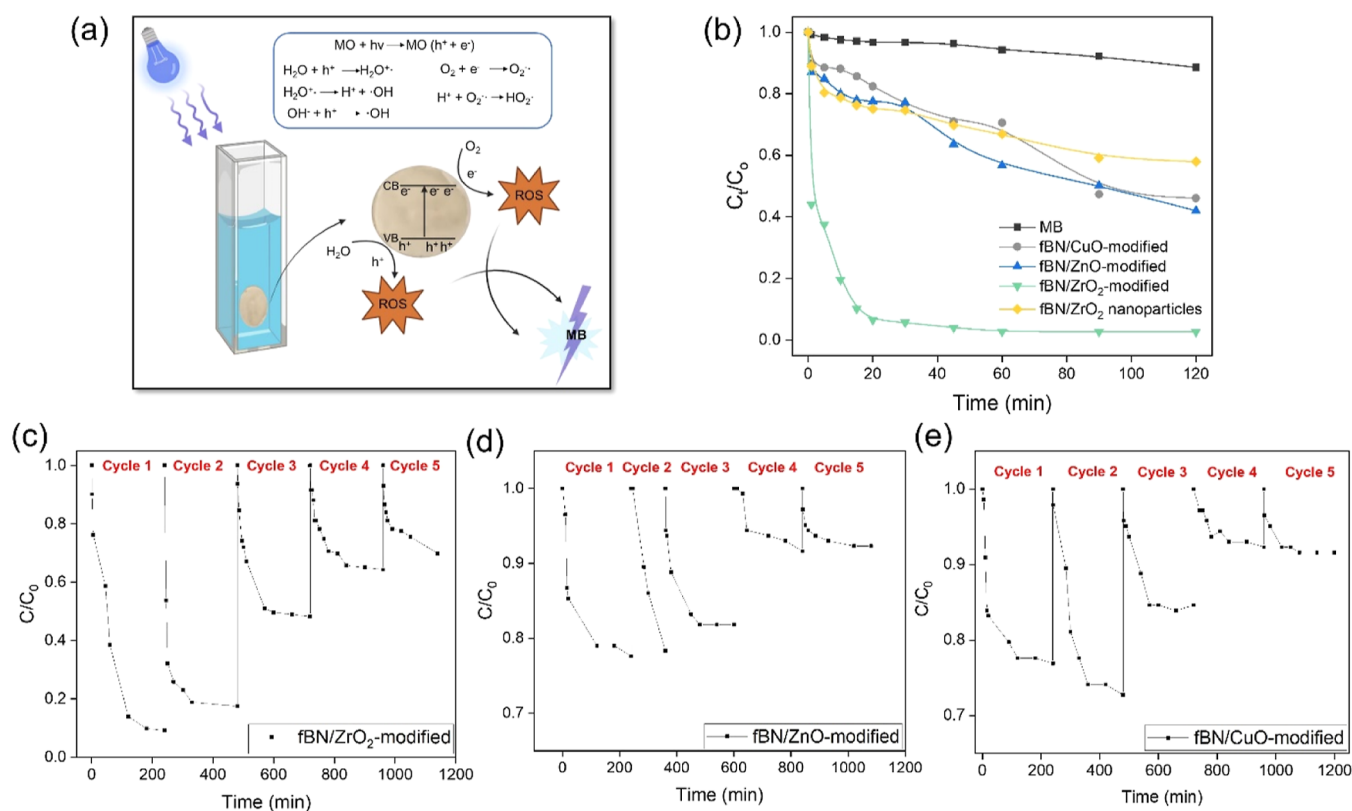 (a)
MO + hv → MO (h⁺ + e⁻)
H₂O + h⁺ → H₂O⁺·
O₂ + e⁻ → O₂⁻·
H₂O⁺· → H⁺ + ·OH
H⁺ + O₂⁻· → HO₂·
OH⁻ + h⁺ ▸ ·OH
O₂
e⁻
CB e⁻ e⁻ e⁻
ROS
VB h⁺ h⁺ h⁺
H₂O
h⁺
ROS
MB
(b)
1.0
0.8
0.6
0.4
0.2
0.0
Cₜ/Cₒ
MB
fBN/CuO-modified
fBN/ZnO-modified
fBN/ZrO₂-modified
fBN/ZrO₂ nanoparticles
0 20 40 60 80 100 120
Time (min)
(c)
Cycle 1 Cycle 2 Cycle 3 Cycle 4 Cycle 5
1.0
0.8
0.6
0.4
0.2
0.0
C/C₀
fBN/ZrO₂-modified
0 200 400 600 800 1000 1200
Time (min)
(d)
Cycle 1 Cycle 2 Cycle 3 Cycle 4 Cycle 5
1.0
0.9
0.8
0.7
C/C₀
fBN/ZnO-modified
0 200 400 600 800 1000 1200
Time (min)
(e)
Cycle 1 Cycle 2 Cycle 3 Cycle 4 Cycle 5
1.0
0.9
0.8
0.7
C/C₀
fBN/CuO-modified
0 200 400 600 800 1000 1200
Time (min)